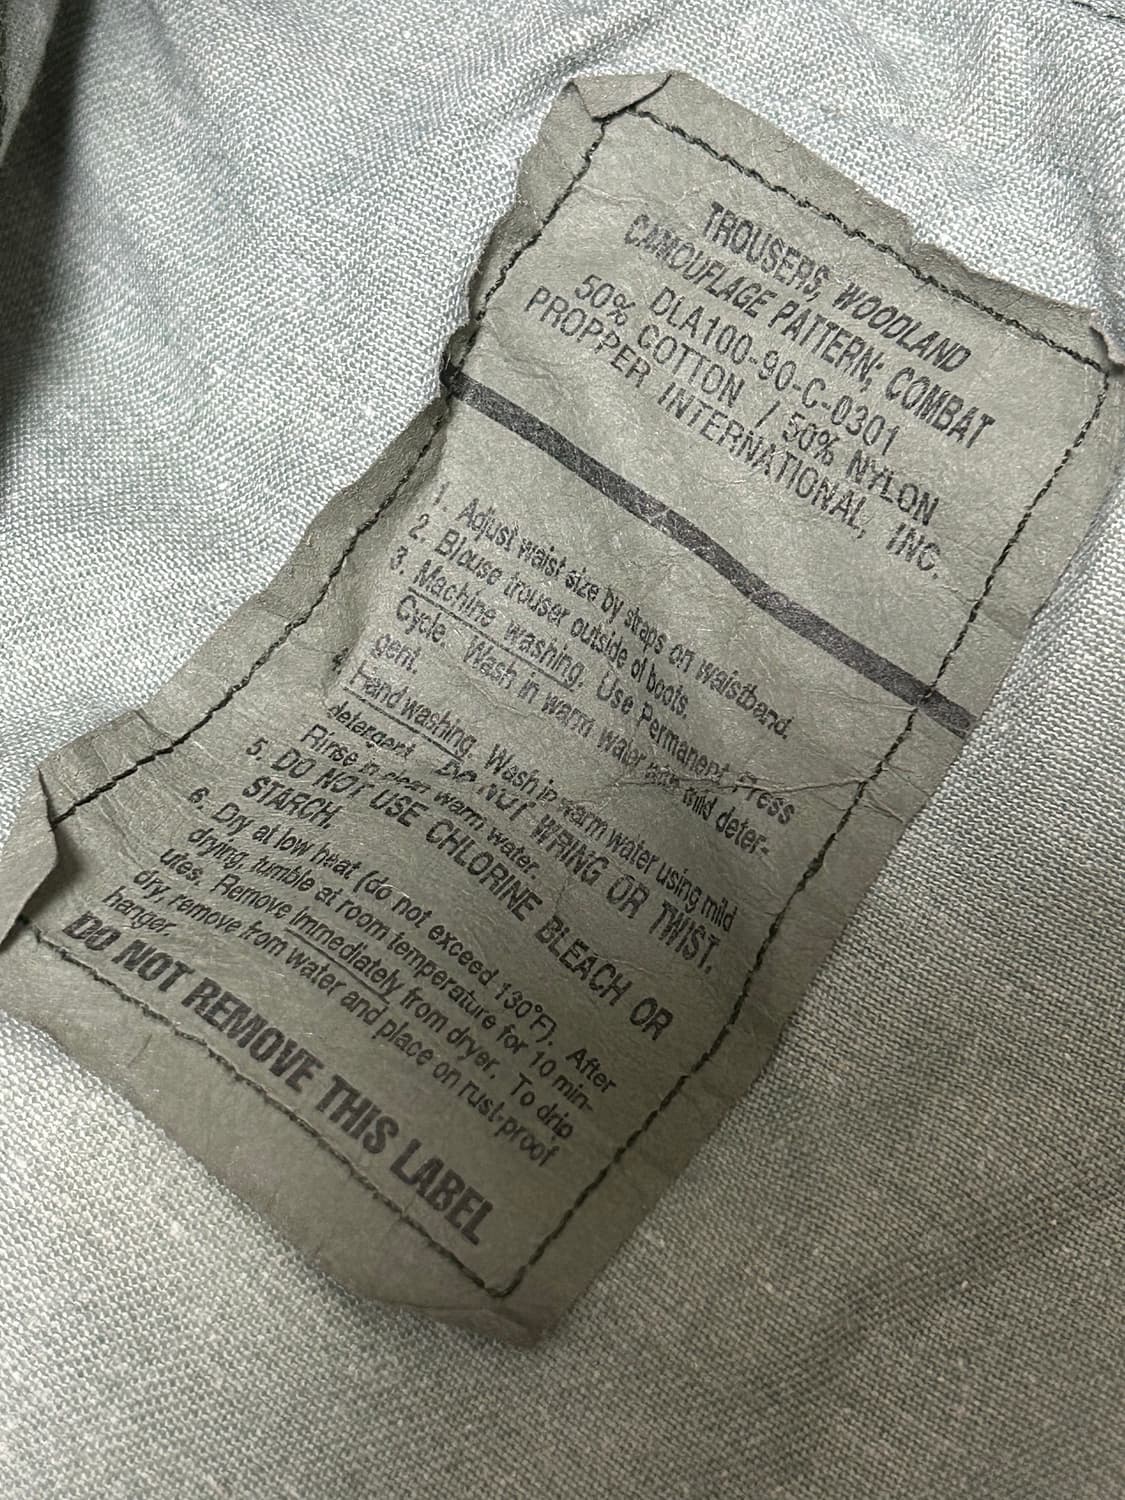 TROUSERS, WOODLAND
CAMOUFLAGE PATTERN; COMBAT
DLA100-90-C-0301
50% COTTON / 50% NYLON
PROPPER INTERNATIONAL, INC.
1. Adjust waist size by straps on waistband.
2. Blouse trouser outside of boots.
3. Machine washing. Use Permanent Press
Cycle. Wash in warm water and mild deter-
gent.
4. Hand washing. Wash in warm water using mild
detergent. DO NOT WRING OR TWIST.
Rinse in clean warm water.
5. DO NOT USE CHLORINE BLEACH OR
STARCH.
6. Dry at low heat (do not exceed 130°F). After
drying, tumble at room temperature for 10 min-
utes. Remove immediately from dryer. To drip
dry, remove from water and place on rust-proof
hanger.
DO NOT REMOVE THIS LABEL